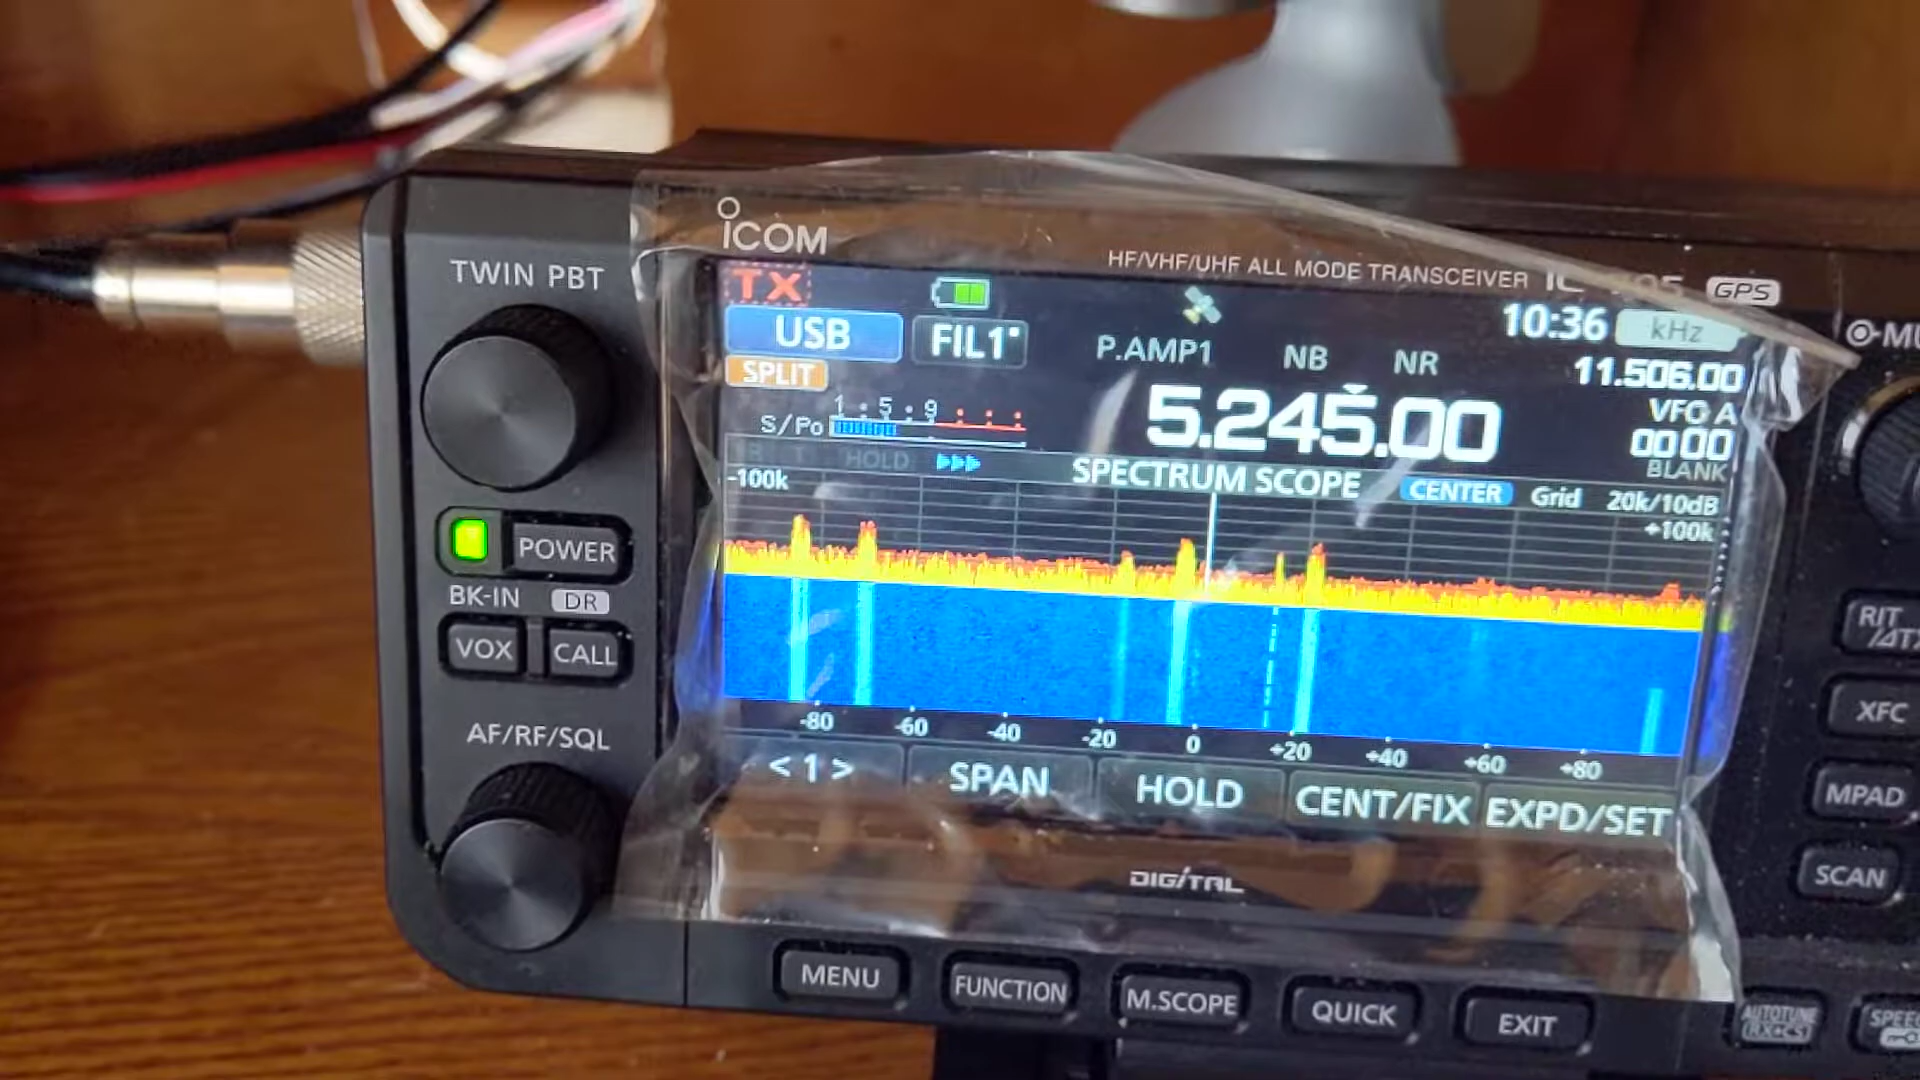 ICOM
HF/VHF/UHF ALL MODE TRANSCEIVER
GPS
TWIN PBT
TX
10:36
kHz
USB
FIL1
P.AMP1
NB
NR
11.506.00
SPLIT
VFO A
5.245.00
1 5 9
S/Po
0000
BLANK
HOLD
SPECTRUM SCOPE
CENTER
Grid
20k/10dB
-100k
+100k
POWER
BK-IN
DR
VOX
CALL
-80 -60 -40 -20 0 +20 +40 +60 +80
AF/RF/SQL
< 1 >
SPAN
HOLD
CENT/FIX
EXPD/SET
DIGITAL
RIT
XFC
MPAD
SCAN
MENU
FUNCTION
M.SCOPE
QUICK
EXIT
AUTOTUNE